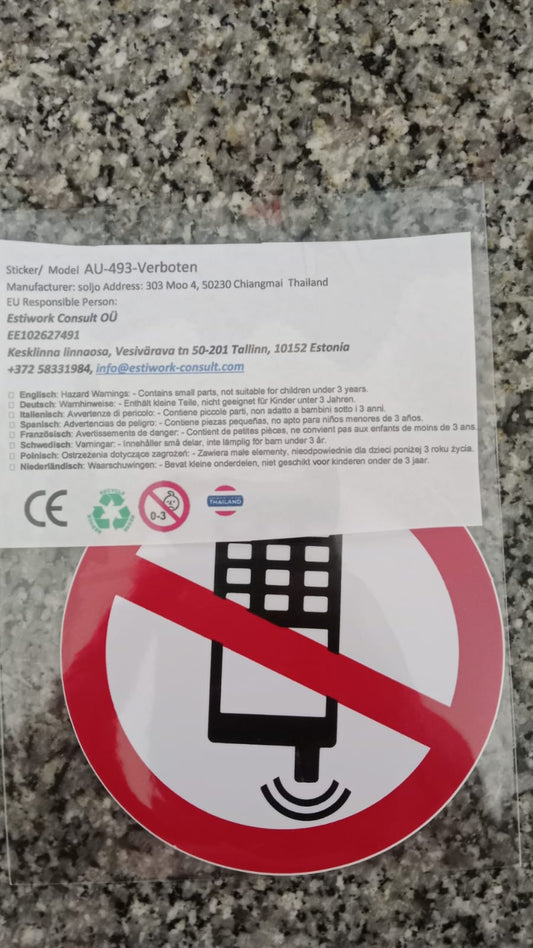 Sticker/ Model AU-493-Verboten
Manufacturer: soljo Address: 303 Moo 4, 50230 Chiangmai Thailand
EU Responsible Person:
Estiwork Consult OÜ
EE102627491
Kesklinna linnaosa, Vesivärava tn 50-201 Tallinn, 10152 Estonia
+372 58331984, info@estiwork-consult.com
Englisch: Hazard Warnings: - Contains small parts, not suitable for children under 3 years.
Deutsch: Warnhinweise: - Enthält kleine Teile, nicht geeignet für Kinder unter 3 Jahren.
Italienisch: Avvertenze di pericolo: - Contiene piccole parti, non adatto a bambini sotto i 3 anni.
Spanisch: Advertencias de peligro: - Contiene piezas pequeñas, no apto para niños menores de 3 años.
Französisch: Avertissements de danger: - Contient de petites pièces, ne convient pas aux enfants de moins de 3 ans.
Schwedisch: Varningar: - Innehåller små delar, inte lämplig för barn under 3 år.
Polnisch: Ostrzeżenia dotyczące zagrożeń: - Zawiera małe elementy, nieodpowiednie dla dzieci poniżej 3 roku życia.
Niederländisch: Waarschuwingen: - Bevat kleine onderdelen, niet geschikt voor kinderen onder de 3 jaar.
CE
RECYCLE
0-3
THAILAND